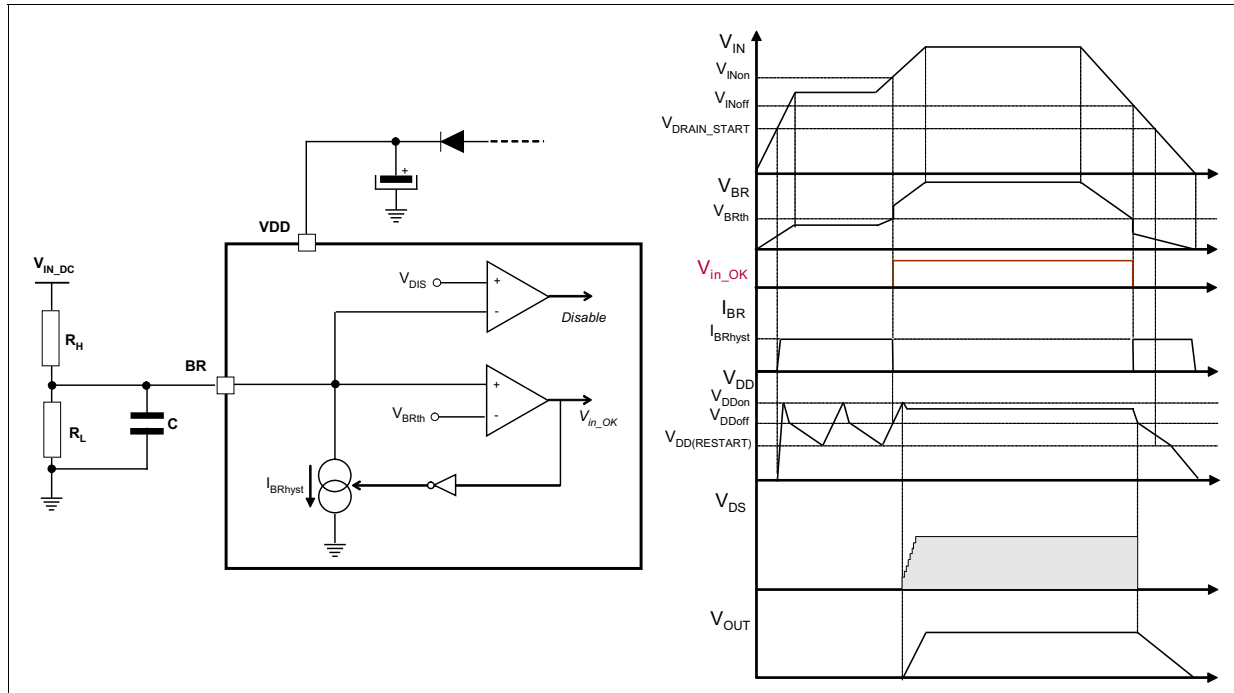 VDD
V_IN_DC
R_H
BR
R_L
C
V_DIS
+
-
Disable
+
V_BRth
-
V_in_OK
I_BRhyst
+
V_IN
V_INon
V_INoff
V_DRAIN_START
V_BR
V_BRth
V_in_OK
I_BR
I_BRhyst
V_DD
V_DDon
V_DDoff
V_DD(RESTART)
V_DS
V_OUT